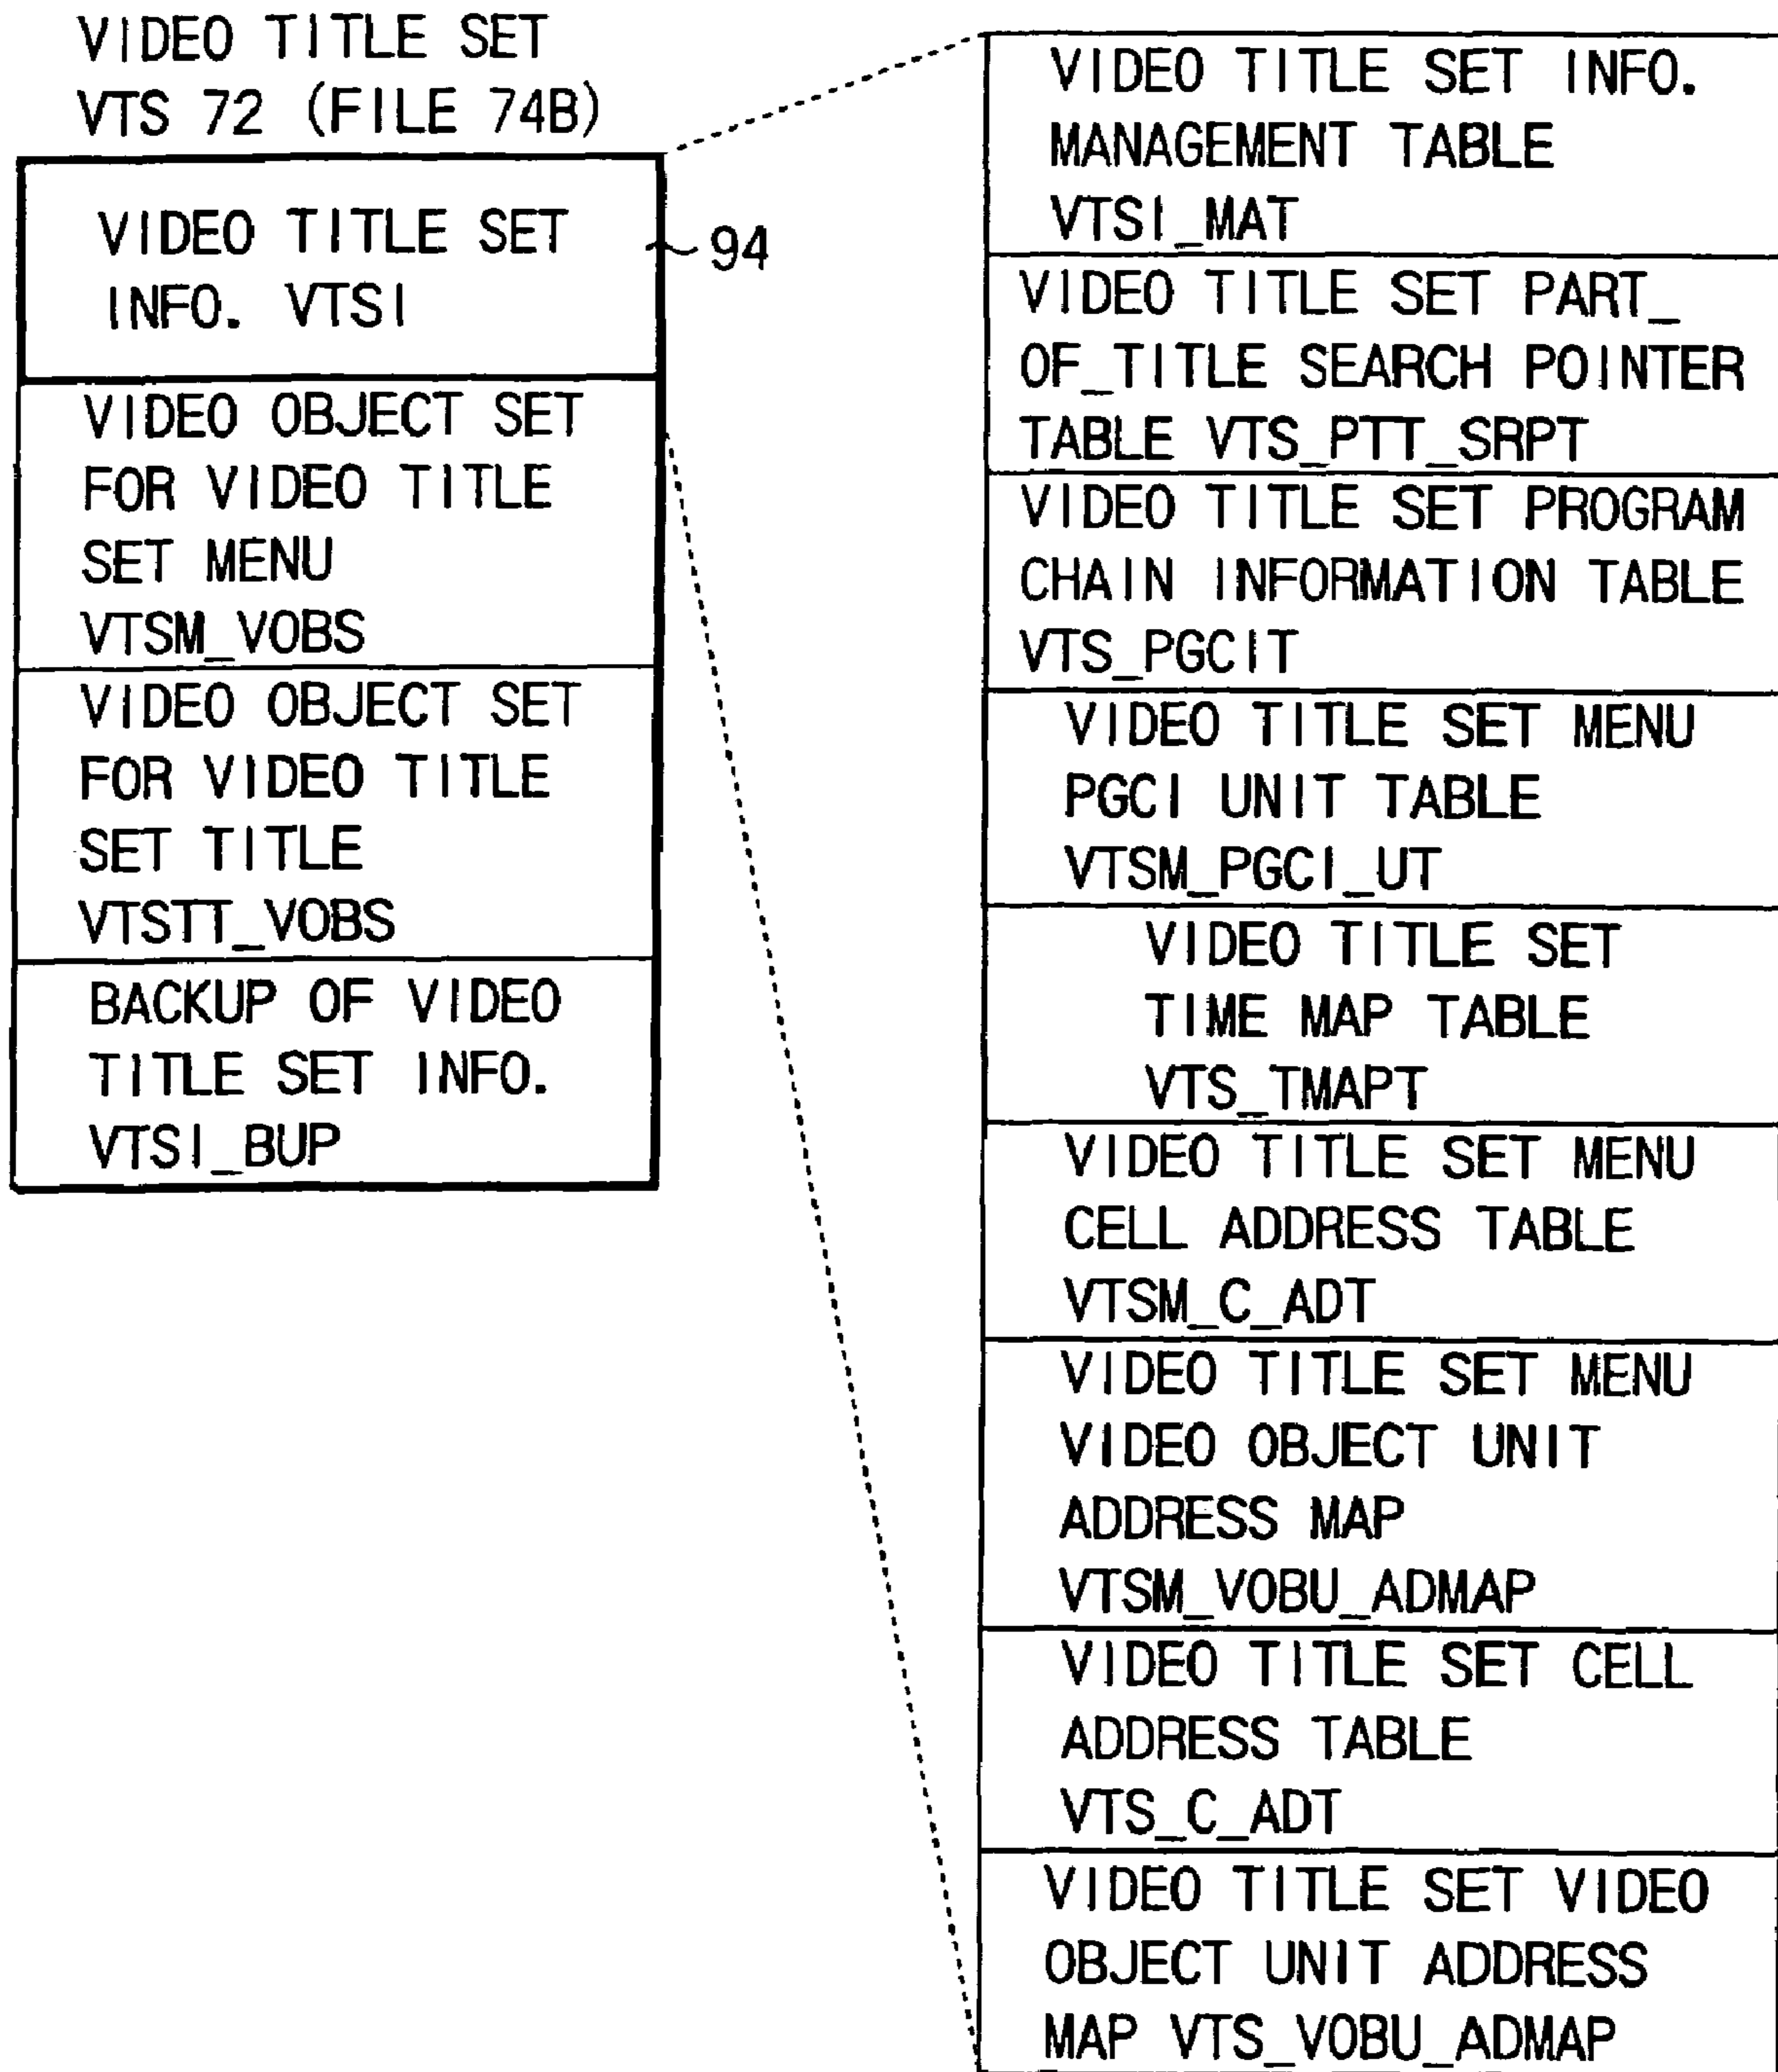 VIDEO TITLE SET
VTS 72 (FILE 74B)
VIDEO TITLE SET
INFO. VTSI
94
VIDEO OBJECT SET
FOR VIDEO TITLE
SET MENU
VTSM_VOBS
VIDEO OBJECT SET
FOR VIDEO TITLE
SET TITLE
VTSTT_VOBS
BACKUP OF VIDEO
TITLE SET INFO.
VTSI_BUP
VIDEO TITLE SET INFO.
MANAGEMENT TABLE
VTSI_MAT
VIDEO TITLE SET PART_
OF_TITLE SEARCH POINTER
TABLE VTS_PTT_SRPT
VIDEO TITLE SET PROGRAM
CHAIN INFORMATION TABLE
VTS_PGCIT
VIDEO TITLE SET MENU
PGCI UNIT TABLE
VTSM_PGCI_UT
VIDEO TITLE SET
TIME MAP TABLE
VTS_TMAPT
VIDEO TITLE SET MENU
CELL ADDRESS TABLE
VTSM_C_ADT
VIDEO TITLE SET MENU
VIDEO OBJECT UNIT
ADDRESS MAP
VTSM_VOBU_ADMAP
VIDEO TITLE SET CELL
ADDRESS TABLE
VTS_C_ADT
VIDEO TITLE SET VIDEO
OBJECT UNIT ADDRESS
MAP VTS_VOBU_ADMAP